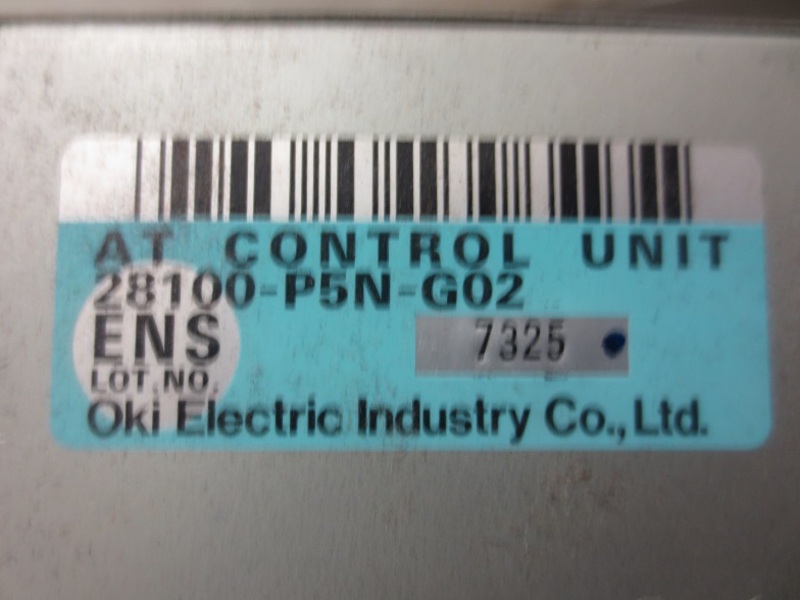 AT CONTROL UNIT
28100-P5N-G02
ENS
7325
LOT.NO.
Oki Electric Industry Co., Ltd.